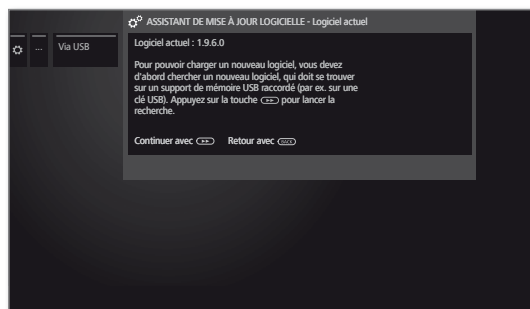 ASSISTANT DE MISE À JOUR LOGICIELLE - Logiciel actuel
... Via USB
Logiciel actuel : 1.9.6.0
Pour pouvoir charger un nouveau logiciel, vous devez
d'abord chercher un nouveau logiciel, qui doit se trouver
sur un support de mémoire USB raccordé (par ex. sur une
clé USB). Appuyez sur la touche pour lancer la
recherche.
Continuer avec Retour avec BACK